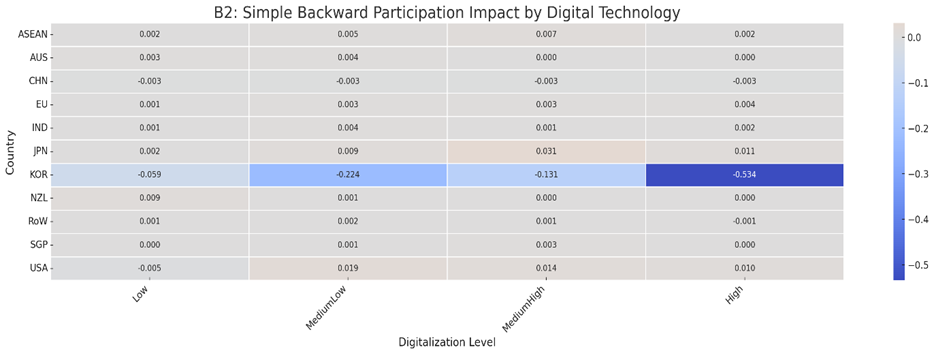 B2: Simple Backward Participation Impact by Digital Technology
Country
ASEAN 0.002 0.005 0.007 0.002
AUS 0.003 0.004 0.000 0.000
CHN -0.003 -0.003 -0.003 -0.003
EU 0.001 0.003 0.003 0.004
IND 0.001 0.004 0.001 0.002
JPN 0.002 0.009 0.031 0.011
KOR -0.059 -0.224 -0.131 -0.534
NZL 0.009 0.001 0.000 0.000
RoW 0.001 0.002 0.001 -0.001
SGP 0.000 0.001 0.003 0.000
USA -0.005 0.019 0.014 0.010
Low MediumLow MediumHigh High
Digitalization Level
0.0
−0.1
−0.2
−0.3
−0.4
−0.5